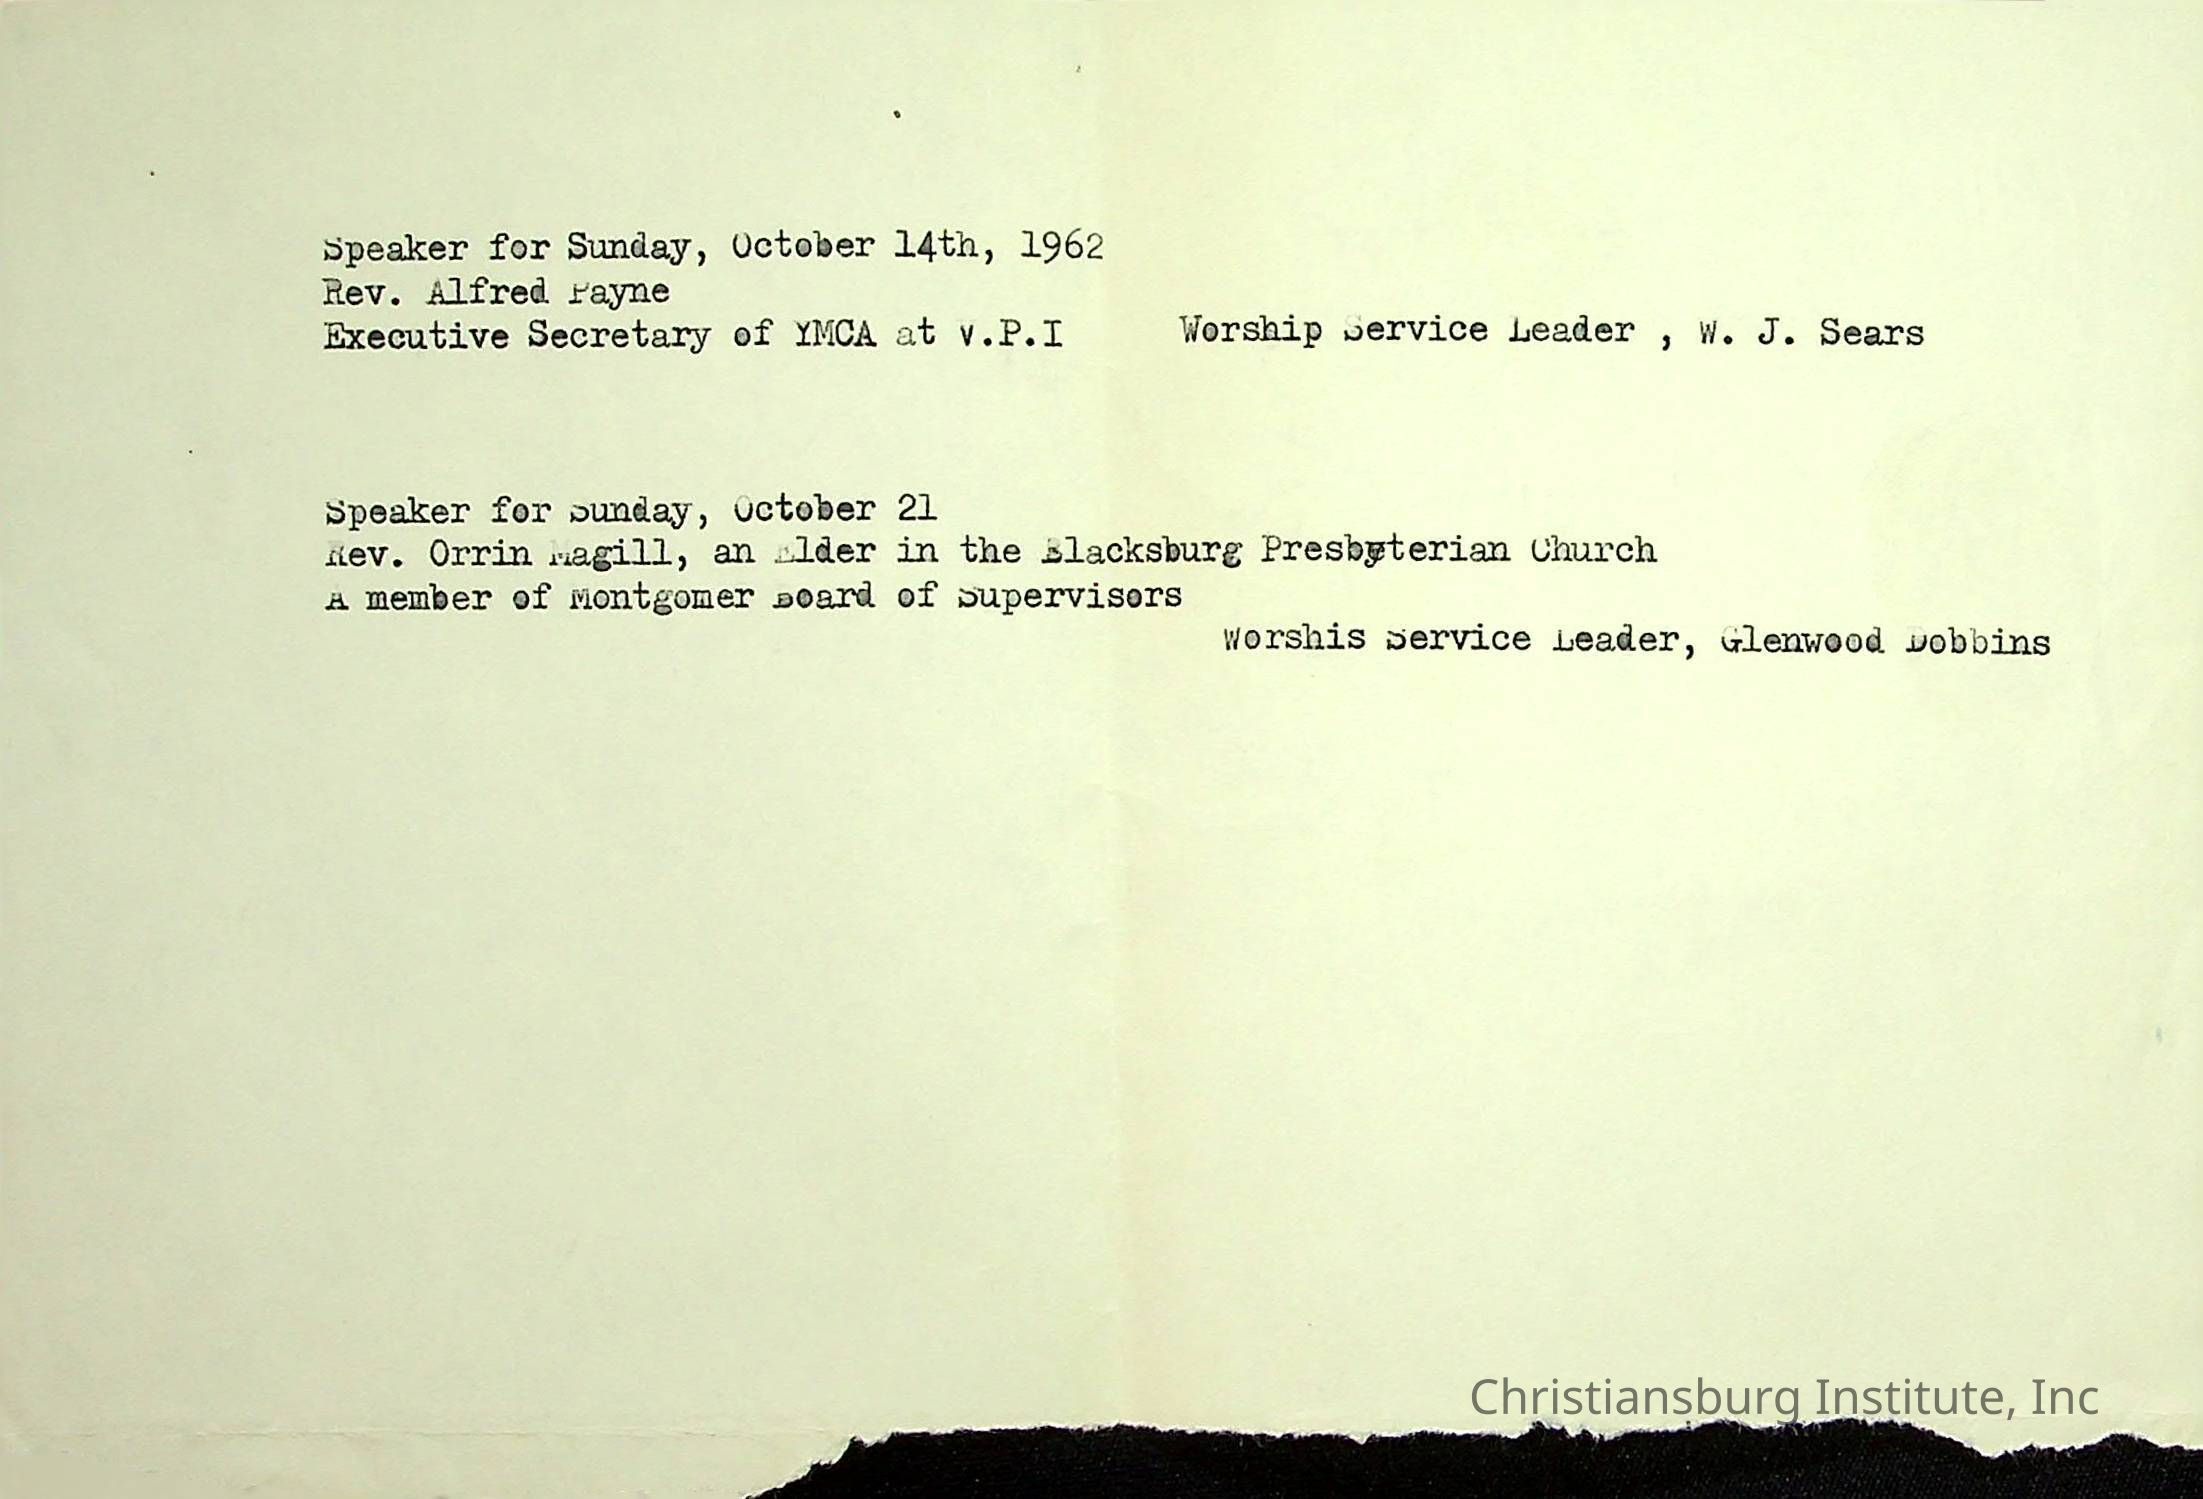 Speaker for Sunday, October 14th, 1962
Rev. Alfred Payne
Executive Secretary of YMCA at V.P.I     Worship Service Leader , W. J. Sears
Speaker for Sunday, October 21
Rev. Orrin Magill, an Elder in the Blacksburg Presbyterian Church
A member of Montgomer Board of Supervisors
Worshis Service Leader, Glenwood Dobbins
Christiansburg Institute, Inc